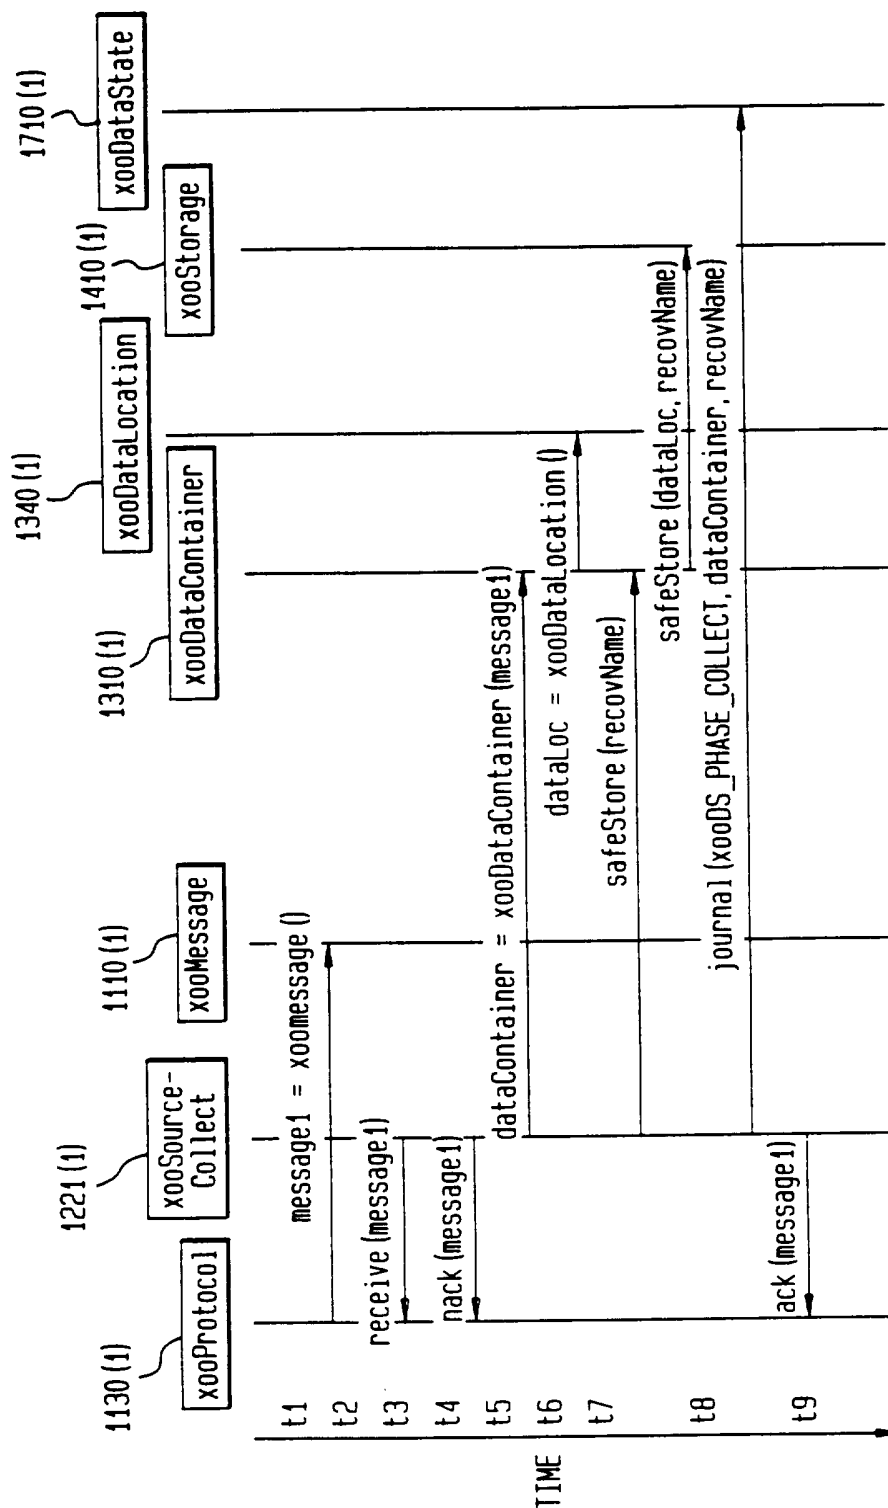 1130 (1)
xooProtocol
1221 (1)
xooSource-
Collect
1110 (1)
xooMessage
1310 (1)
xooDataContainer
1340 (1)
xooDataLocation
1410 (1)
xooStorage
1710 (1)
xooDataState
t1
message1 = xoomessage ()
t2
t3
receive (message1)
t4
nack (message1)
t5
dataContainer = xooDataContainer (message1)
t6
dataLoc = xooDataLocation ()
t7
safeStore (recovName)
safeStore (dataLoc, recovName)
t8
journal (xooDS_PHASE_COLLECT, dataContainer, recovName)
t9
ack (message1)
TIME